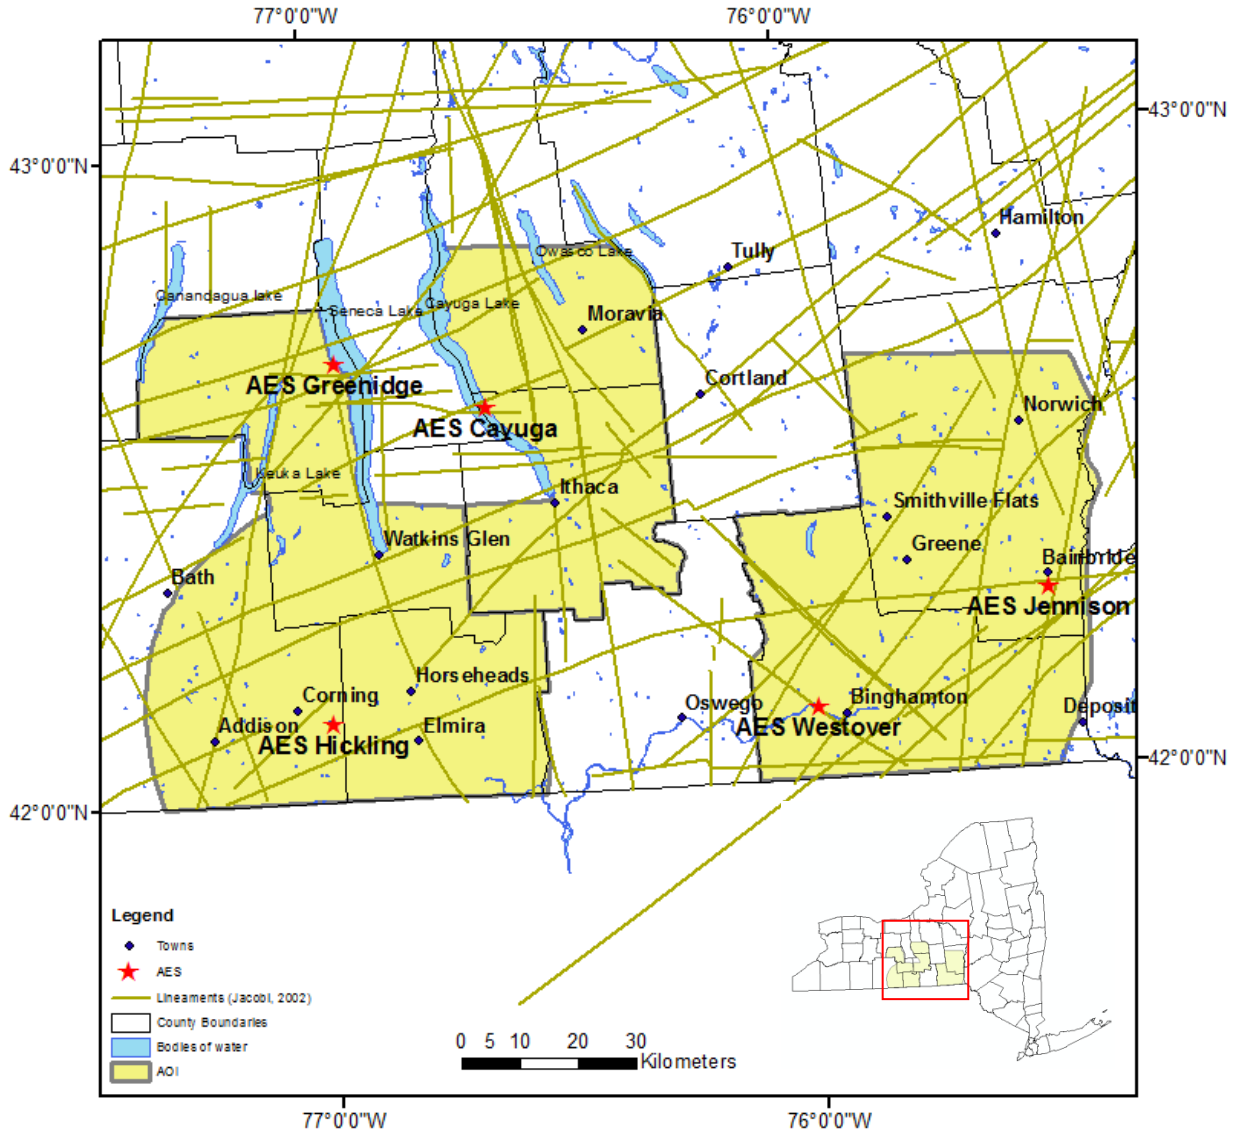 77°0'0"W
76°0'0"W
43°0'0"N
43°0'0"N
Hamilton
Tully
Owasco Lake
Canandagua lake
Seneca Lake
Cayuga Lake
Moravia
AES Greenidge
Cortland
Norwich
AES Cayuga
Keuka Lake
Ithaca
Smithville Flats
Watkins Glen
Greene
Bainbridge
Bath
AES Jennison
Horseheads
Corning
Oswego
Binghamton
Deposit
Addison
Elmira
AES Westover
AES Hickling
42°0'0"N
42°0'0"N
Legend
Towns
AES
Lineaments (Jacobi, 2002)
County Boundaries
Bodies of water
AOI
0 5 10 20 30
Kilometers
77°0'0"W
76°0'0"W